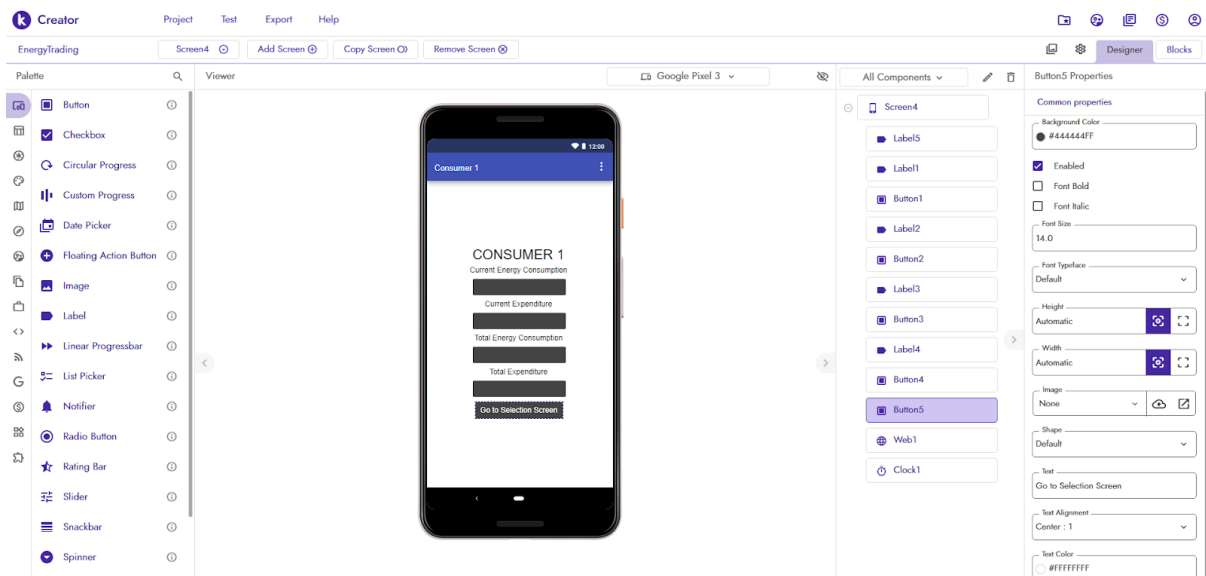 k Creator Project Test Export Help
EnergyTrading Screen4 Add Screen Copy Screen Remove Screen Designer Blocks
Palette Viewer Google Pixel 3 All Components Button5 Properties
Button
Checkbox
Circular Progress
Custom Progress
Date Picker
Floating Action Button
Image
Label
Linear Progressbar
List Picker
Notifier
Radio Button
Rating Bar
Slider
Snackbar
Spinner
12:00
Consumer 1
CONSUMER 1
Current Energy Consumption
Current Expenditure
Total Energy Consumption
Total Expenditure
Go to Selection Screen
Screen4
Label5
Label1
Button1
Label2
Button2
Label3
Button3
Label4
Button4
Button5
Web1
Clock1
Common properties
Background Color
#444444FF
Enabled
Font Bold
Font Italic
Font Size
14.0
Font Typeface
Default
Height
Automatic
Width
Automatic
Image
None
Shape
Default
Text
Go to Selection Screen
Text Alignment
Center : 1
Text Color
#FFFFFFFF